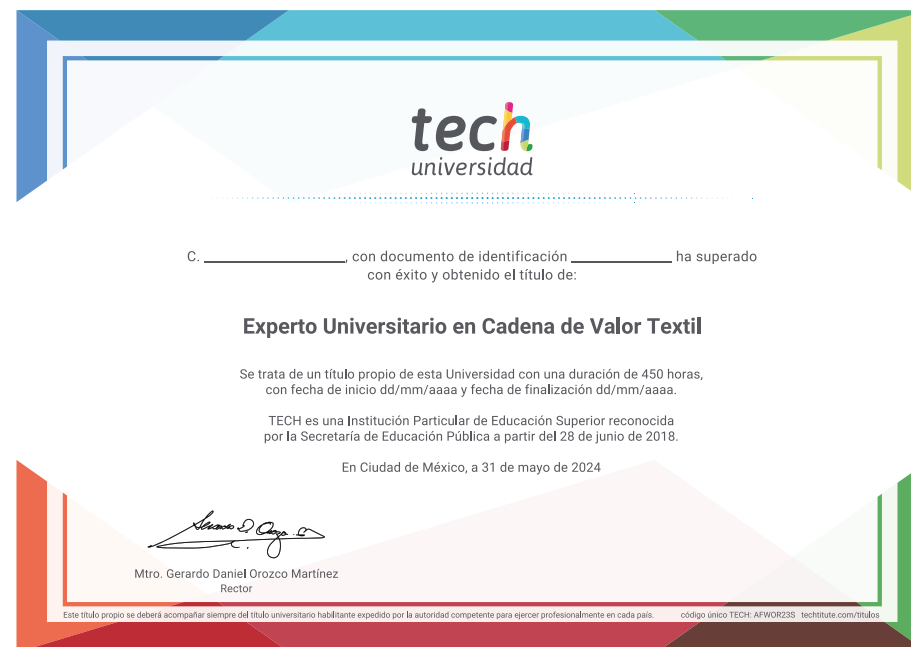 tech
universidad
C. ____________, con documento de identificación ____________ ha superado
con éxito y obtenido el título de:
Experto Universitario en Cadena de Valor Textil
Se trata de un título propio de esta Universidad con una duración de 450 horas,
con fecha de inicio dd/mm/aaaa y fecha de finalización dd/mm/aaaa.
TECH es una Institución Particular de Educación Superior reconocida
por la Secretaría de Educación Pública a partir del 28 de junio de 2018.
En Ciudad de México, a 31 de mayo de 2024
Mtro. Gerardo Daniel Orozco Martínez
Rector
Este título propio se deberá acompañar siempre del título universitario habilitante expedido por la autoridad competente para ejercer profesionalmente en cada país. código único TECH: AFWOR23S techtitute.com/titulos